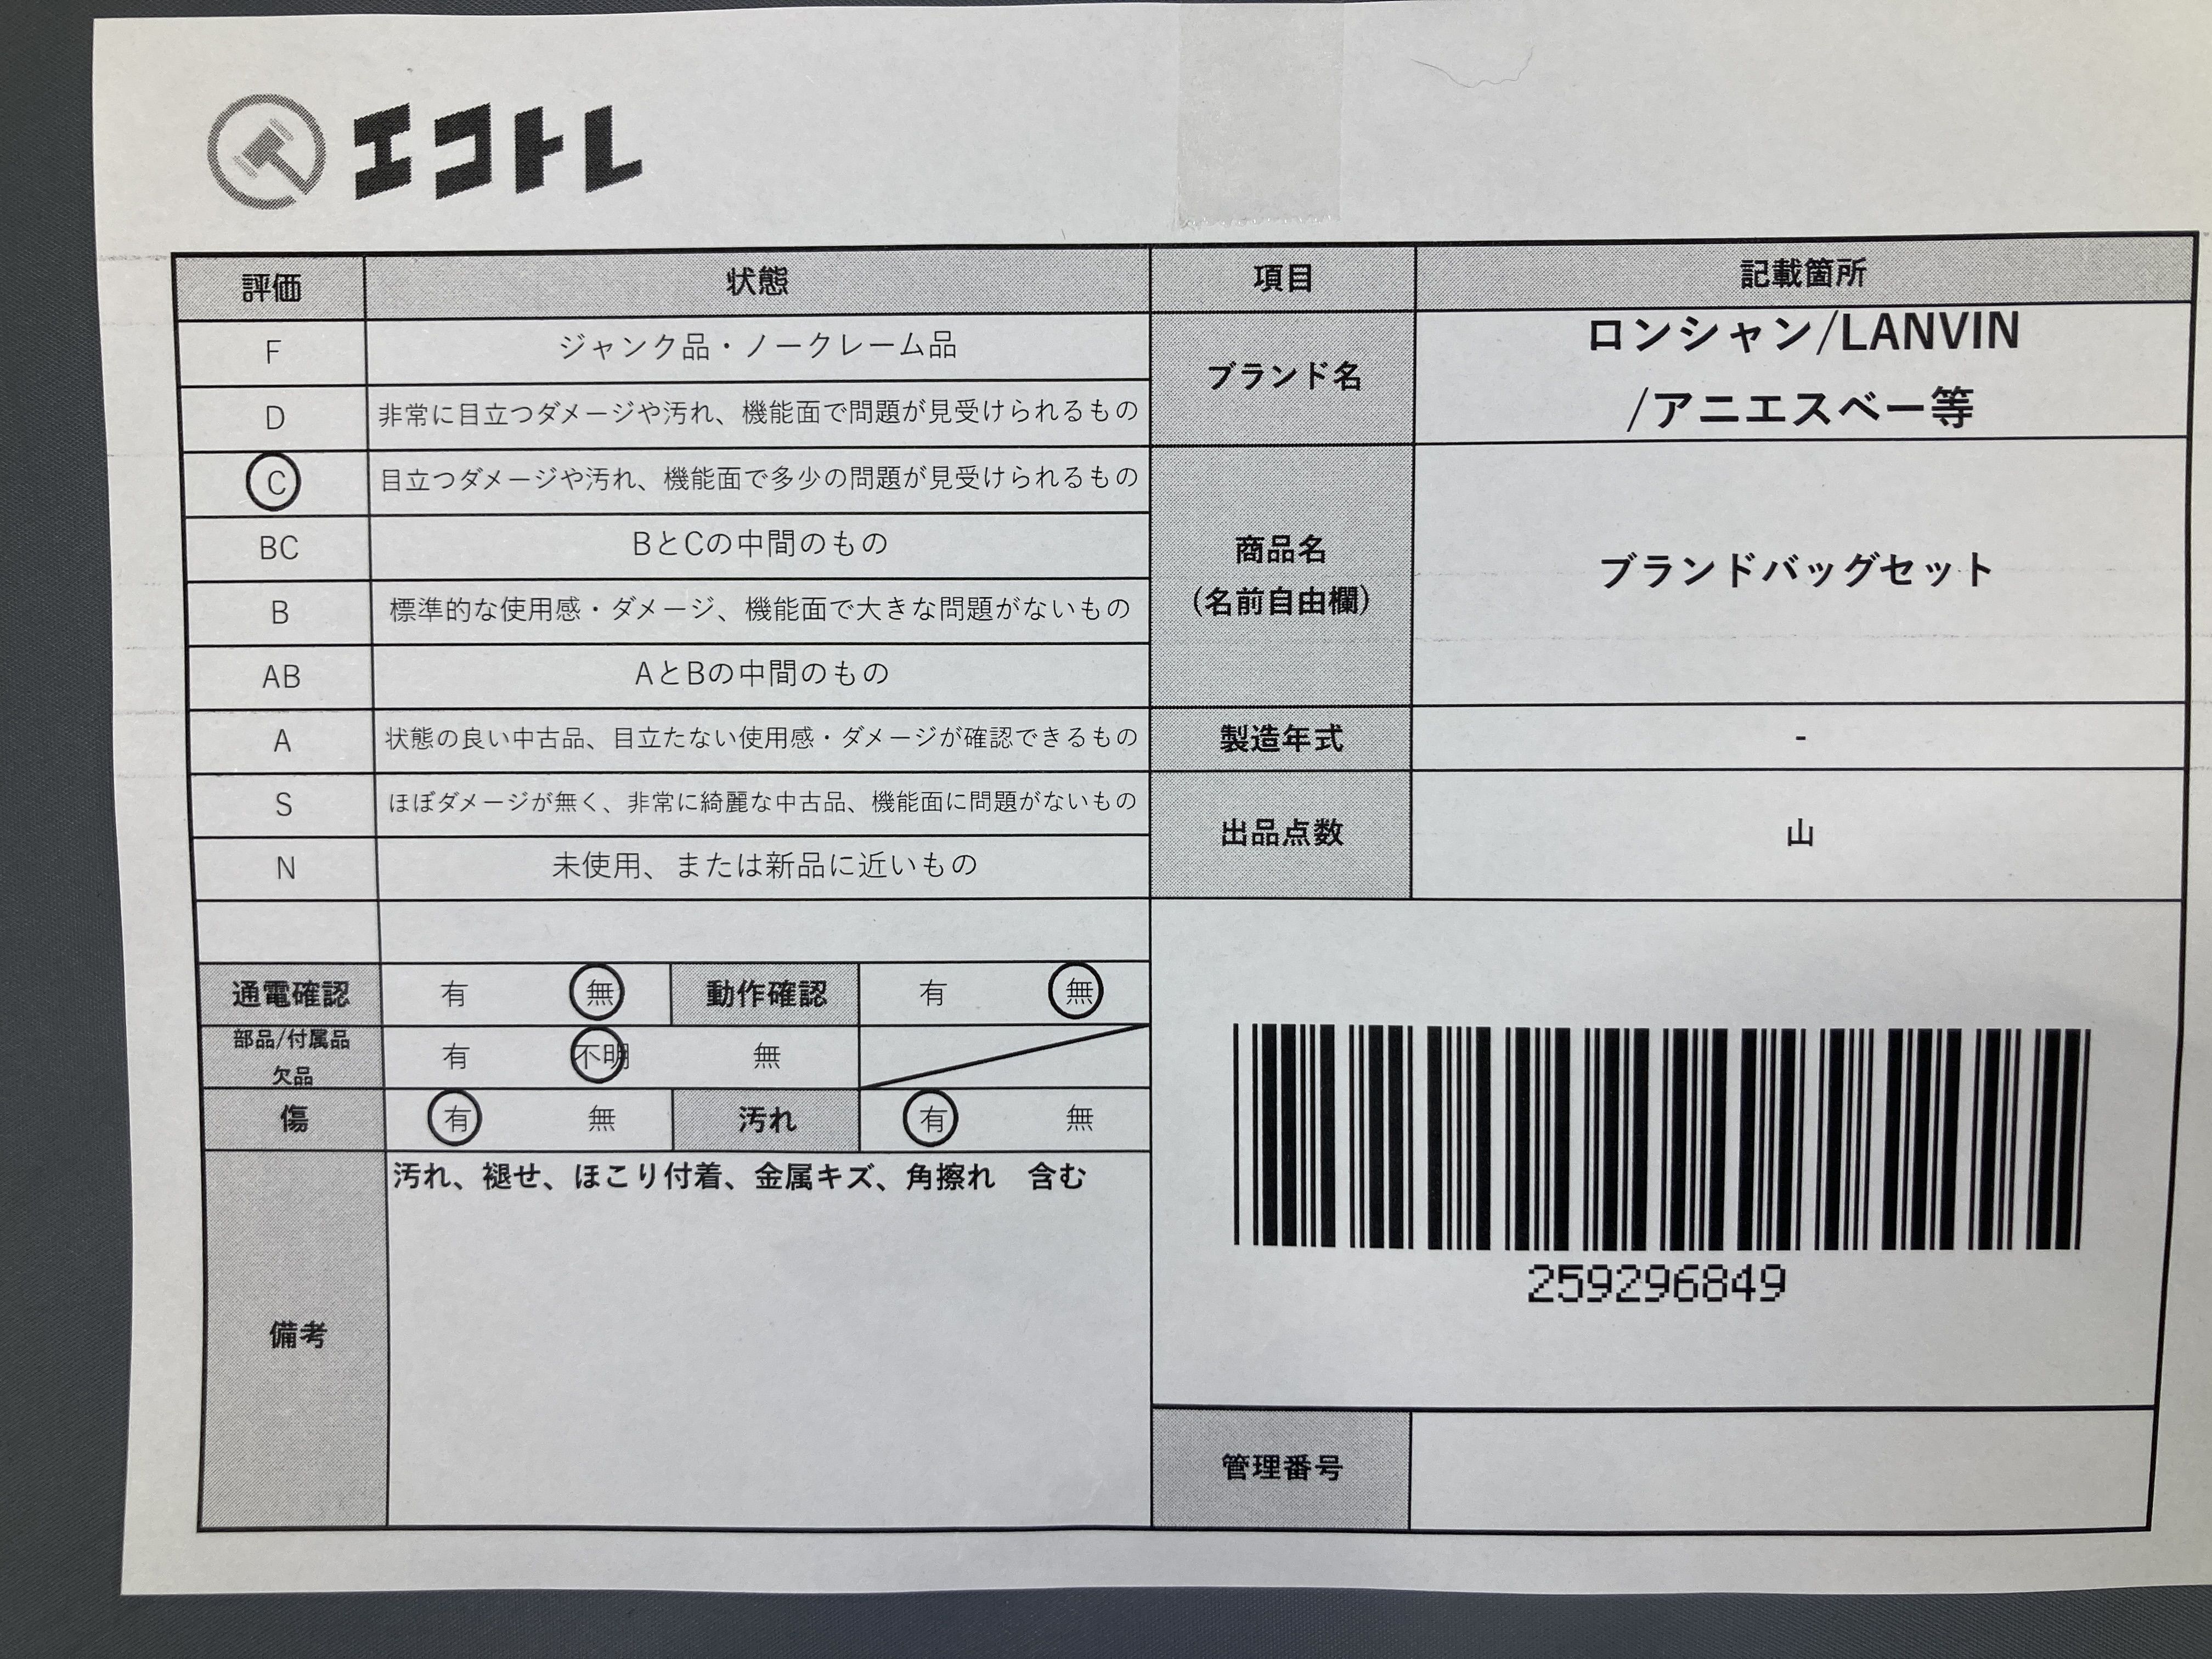 エコトレ
評価 状態 項目 記載箇所
F ジャンク品・ノークレーム品
D 非常に目立つダメージや汚れ、機能面で問題が見受けられるもの
ブランド名 ロンシャン/LANVIN
/アニエスベー等
C 目立つダメージや汚れ、機能面で多少の問題が見受けられるもの
BC BとCの中間のもの
B 標準的な使用感・ダメージ、機能面で大きな問題がないもの
AB AとBの中間のもの
商品名
(名前自由欄)
ブランドバッグセット
A 状態の良い中古品、目立たない使用感・ダメージが確認できるもの
製造年式 -
S ほぼダメージが無く、非常に綺麗な中古品、機能面に問題がないもの
N 未使用、または新品に近いもの
出品点数 山
通電確認 有 無 動作確認 有 無
部品/付属品
欠品
有 不明 無
傷 有 無 汚れ 有 無
備考
汚れ、褪せ、ほこり付着、金属キズ、角擦れ 含む
259296849
管理番号